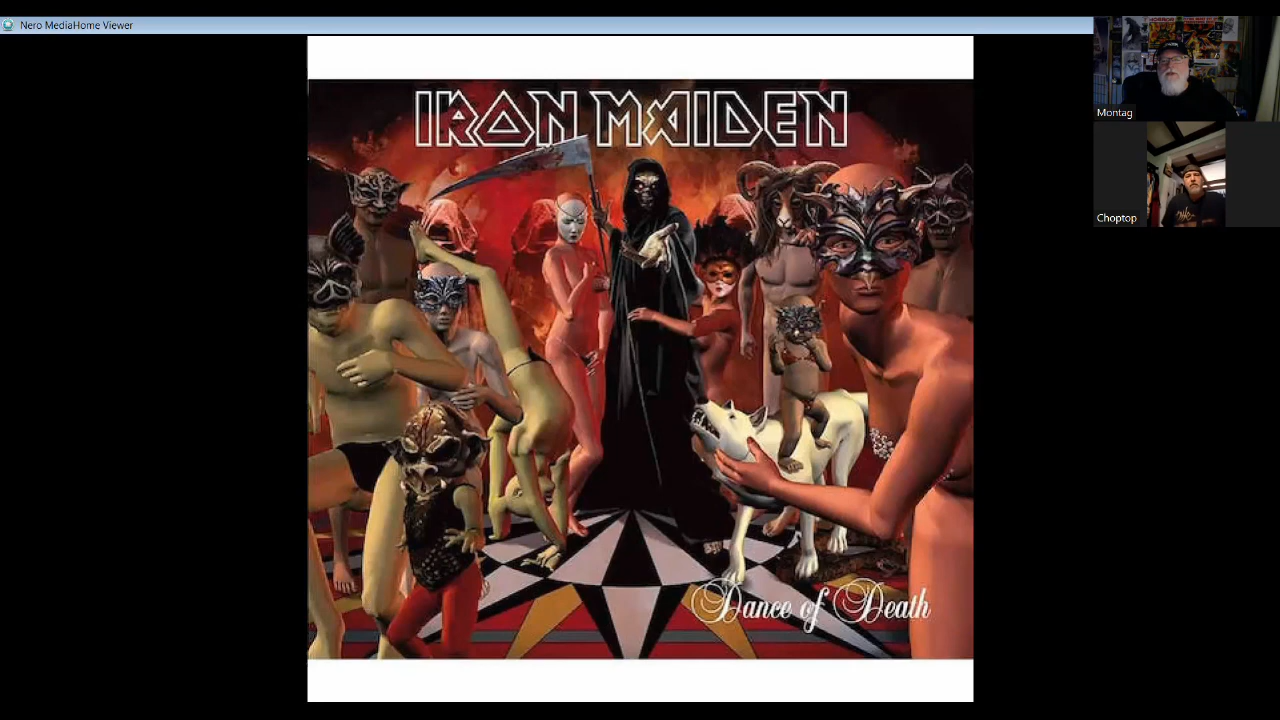 Nero MediaHome Viewer
IRON MAIDEN
Dance of Death
Montag
Choptop